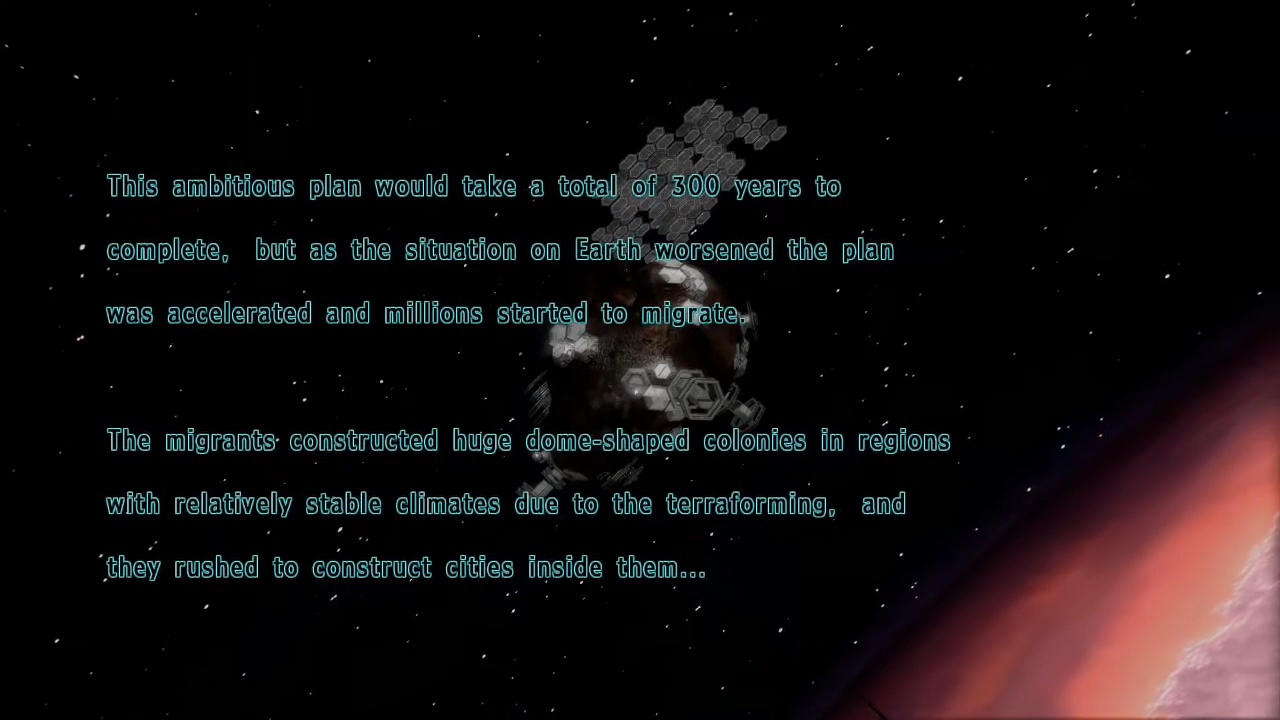 This ambitious plan would take a total of 300 years to
complete, but as the situation on Earth worsened the plan
was accelerated and millions started to migrate.
The migrants constructed huge dome-shaped colonies in regions
with relatively stable climates due to the terraforming, and
they rushed to construct cities inside them...